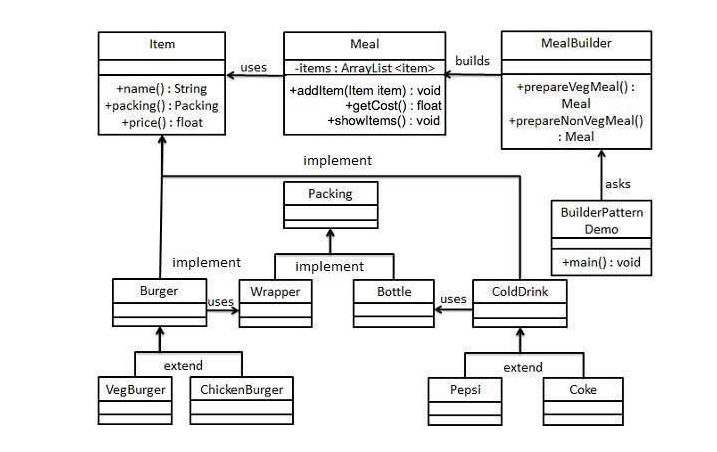 Item
+name() : String
+packing() : Packing
+price() : float
uses
Meal
-items : ArrayList <item>
+addItem(Item item) : void
+getCost() : float
+showItems() : void
builds
MealBuilder
+prepareVegMeal() :
Meal
+prepareNonVegMeal()
: Meal
implement
asks
Packing
BuilderPattern
Demo
+main() : void
implement
implement
Burger
uses
Wrapper
Bottle
uses
ColdDrink
extend
extend
VegBurger
ChickenBurger
Pepsi
Coke